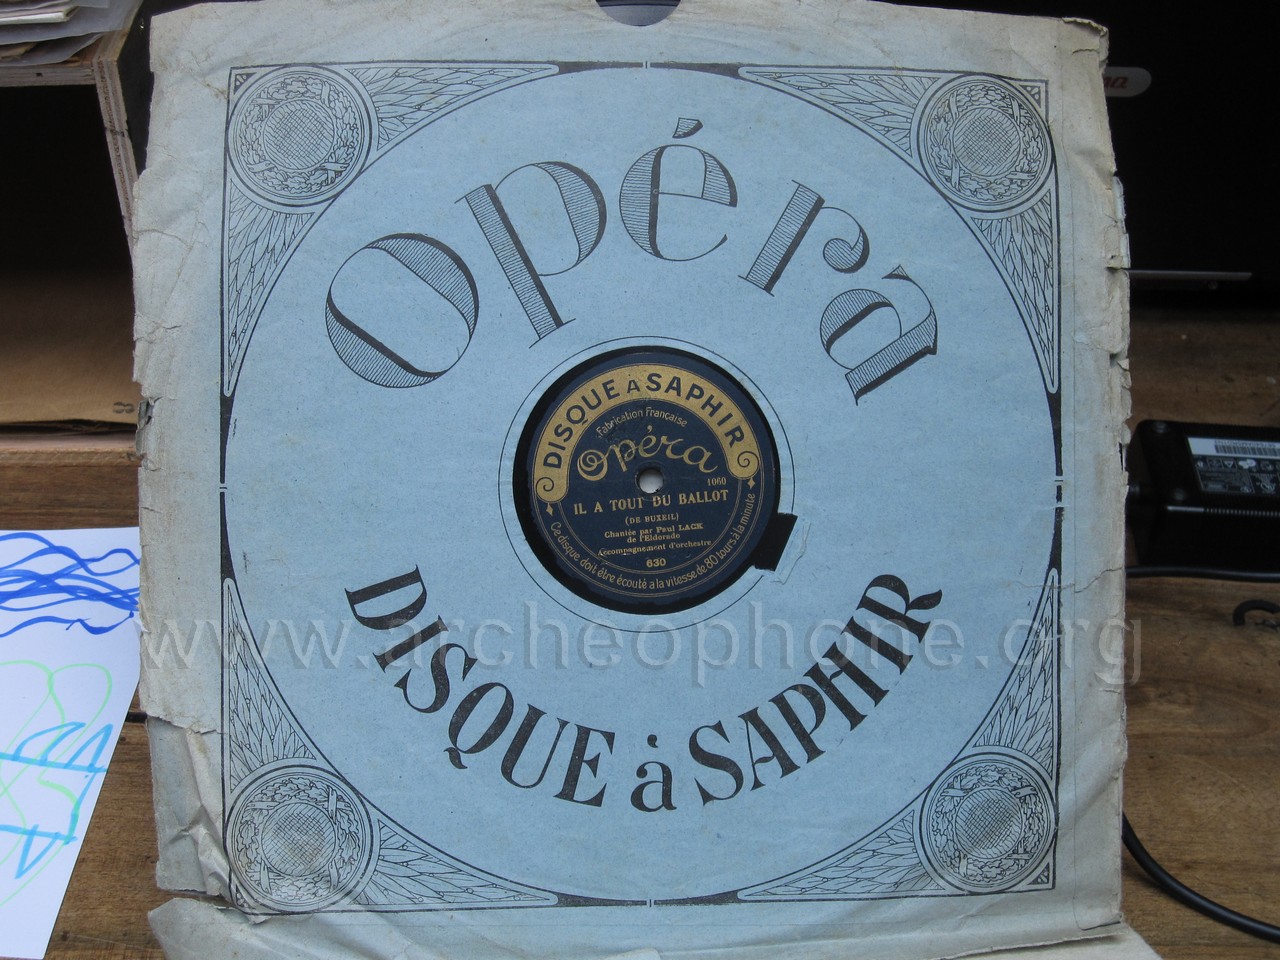 Opéra
DISQUE À SAPHIR
Fabrication Française
Opéra
1060
IL A TOUT DU BALLOT
(DE BUXEIL)
Chantée par Paul LACK
de l'Eldorado
Accompagnement d'orchestre
630
Ce disque doit être écouté a la vitesse de 80 tours à la minute
DISQUE à SAPHIR
www.archeophone.org